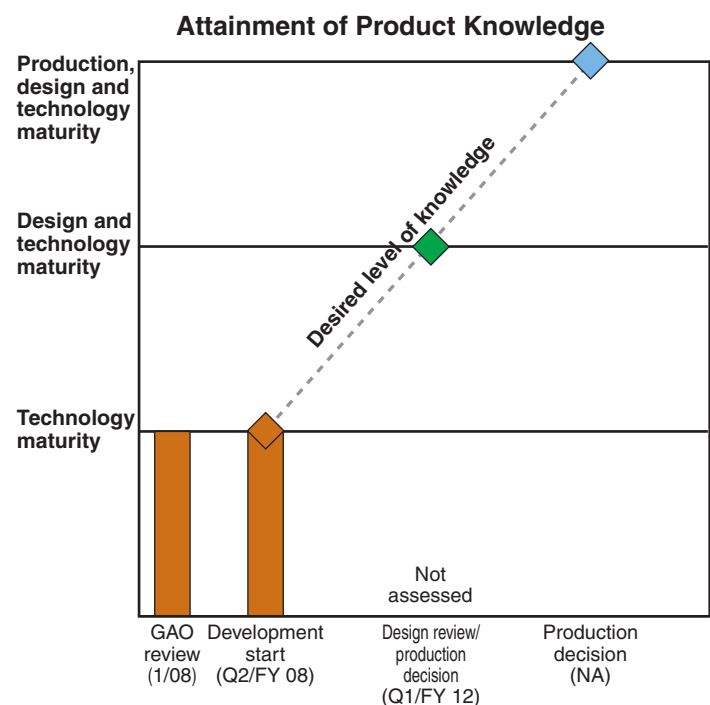 Attainment of Product Knowledge
Production,
design and
technology
maturity
Design and
technology
maturity
Technology
maturity
Desired level of knowledge
Not
assessed
GAO
review
(1/08)
Development
start
(Q2/FY 08)
Design review/
production
decision
(Q1/FY 12)
Production
decision
(NA)